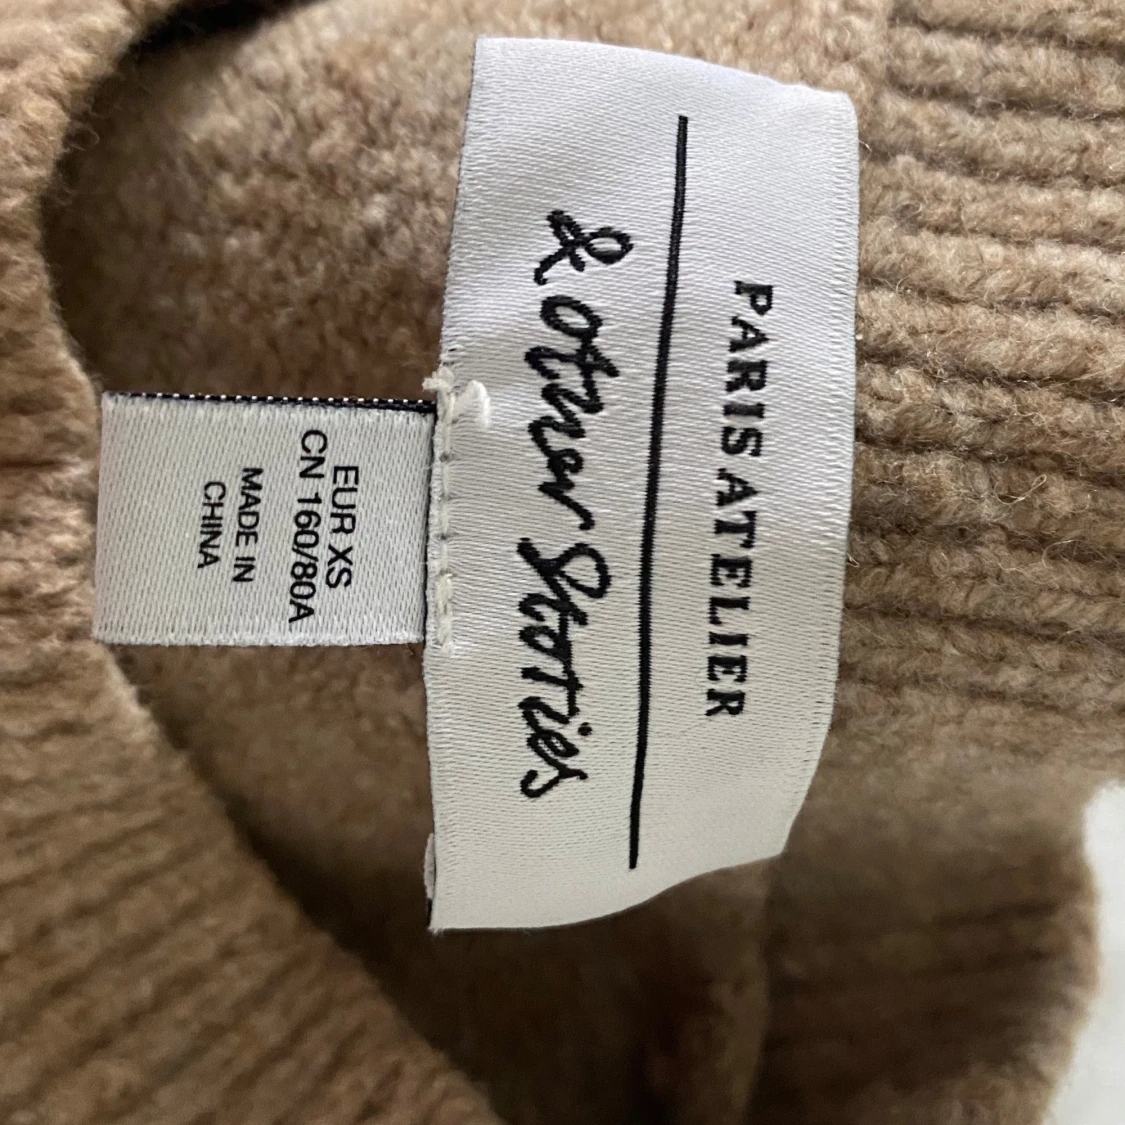 PARIS ATELIER
& other Stories
EUR XS
CN 160/80A
MADE IN
CHINA